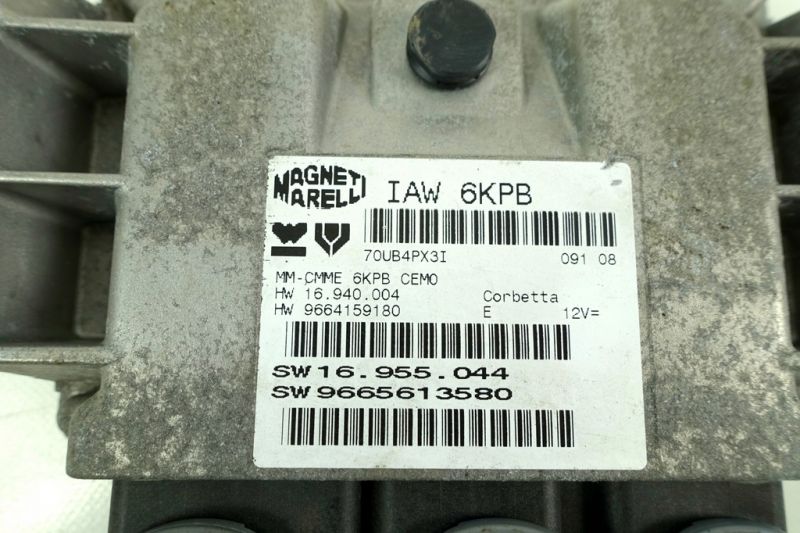 MAGNETI MARELLI IAW 6KPB
70UB4PX3I 091 08
MM-CMME 6KPB CEMO
HW 16.940.004 Corbetta
HW 9664159180 E 12V=
SW 16.955.044
SW 9665613580